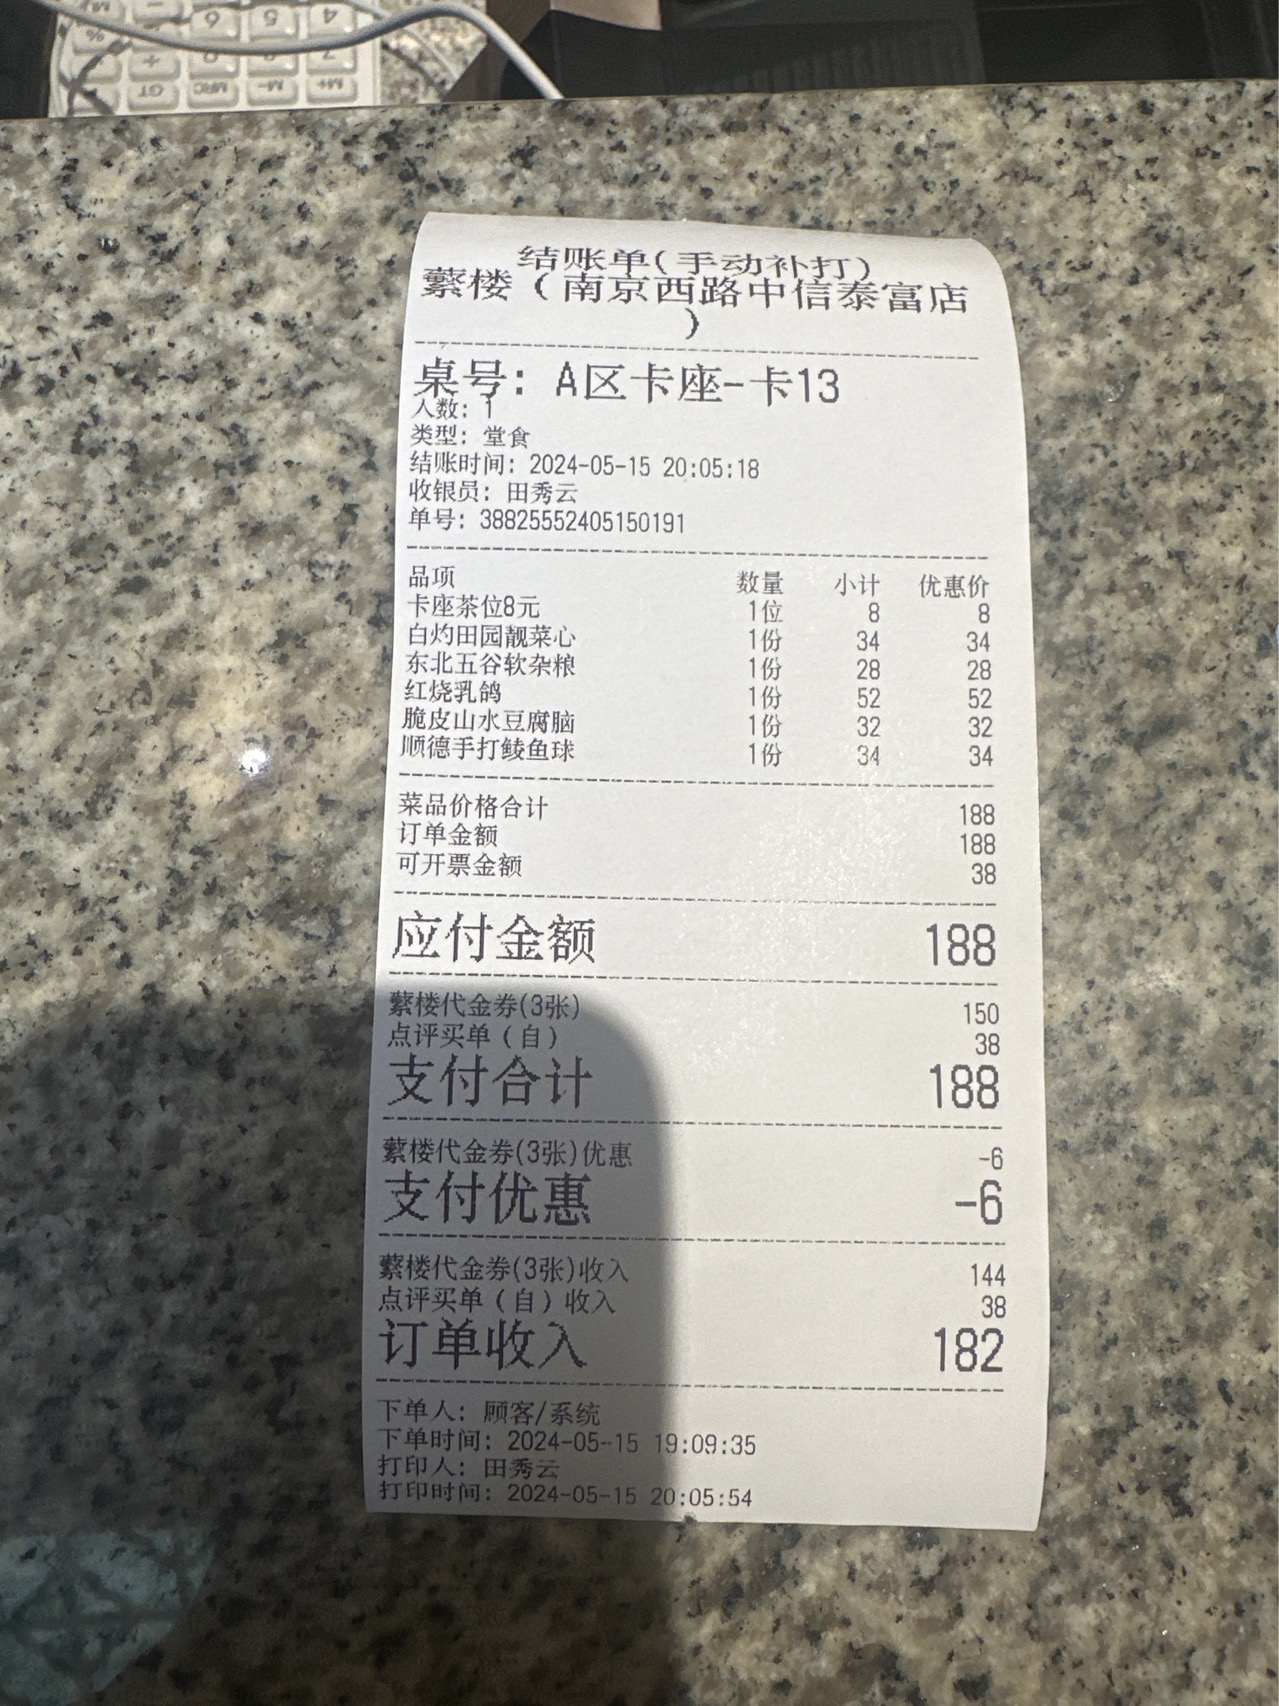 4 5 6 −
M+ M− MRC GT
结账单(手动补打)
蘩楼（南京西路中信泰富店
）
桌号: A区卡座-卡13
人数: 1
类型: 堂食
结账时间: 2024-05-15 20:05:18
收银员: 田秀云
单号: 38825552405150191
品项 数量 小计 优惠价
卡座茶位8元 1位 8 8
白灼田园靓菜心 1份 34 34
东北五谷软杂粮 1份 28 28
红烧乳鸽 1份 52 52
脆皮山水豆腐脑 1份 32 32
顺德手打鲮鱼球 1份 34 34
菜品价格合计 188
订单金额 188
可开票金额 38
应付金额 188
蘩楼代金券(3张) 150
点评买单（自） 38
支付合计 188
蘩楼代金券(3张)优惠 -6
支付优惠 -6
蘩楼代金券(3张)收入 144
点评买单（自）收入 38
订单收入 182
下单人: 顾客/系统
下单时间: 2024-05-15 19:09:35
打印人: 田秀云
打印时间: 2024-05-15 20:05:54